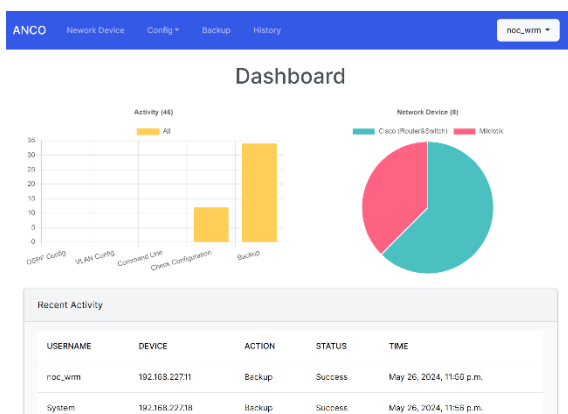 ANCO Nework Device Config Backup History noc_wrm
Dashboard
Activity (46)
All
35
30
25
20
15
10
5
0
OSPF Config VLAN Config Command Line Check Configuration Backup
Network Device (8)
Cisco (Router&Switch) Mikrotik
Recent Activity
USERNAME DEVICE ACTION STATUS TIME
noc_wrm 192.168.227.11 Backup Success May 26, 2024, 11:56 p.m.
System 192.168.227.18 Backup Success May 26, 2024, 11:56 p.m.